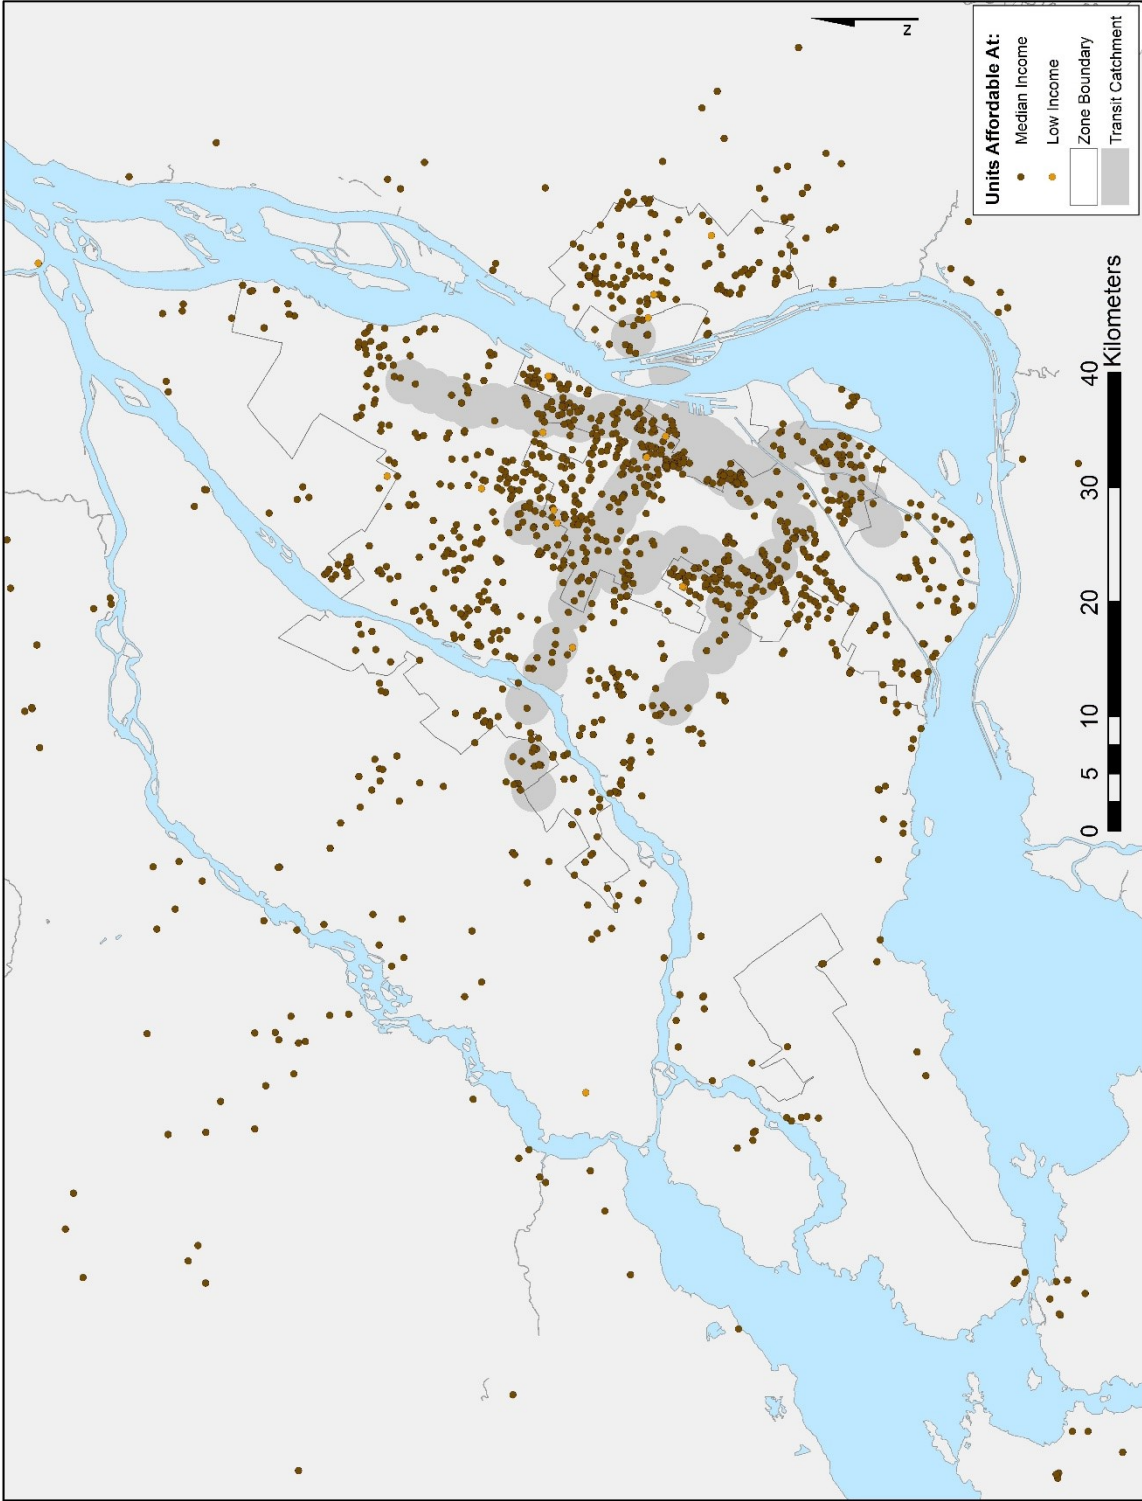 Units Affordable At:
Median Income
Low Income
Zone Boundary
Transit Catchment
0 5 10 20 30 40
Kilometers
N